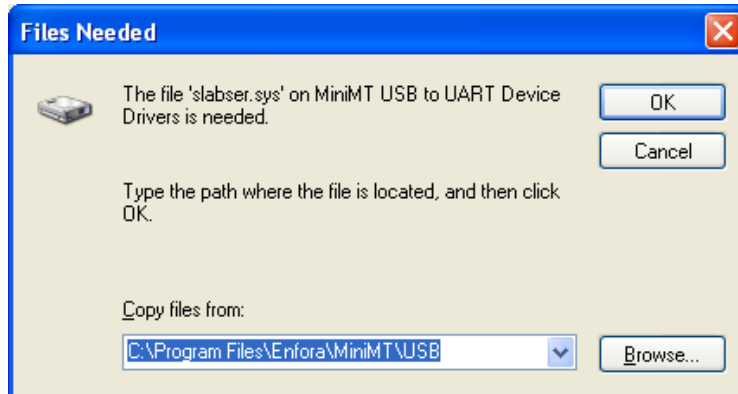 Files Needed
The file 'slabser.sys' on MiniMT USB to UART Device
Drivers is needed.
OK
Cancel
Type the path where the file is located, and then click
OK.
Copy files from:
C:\Program Files\Enfora\MiniMT\USB
Browse...